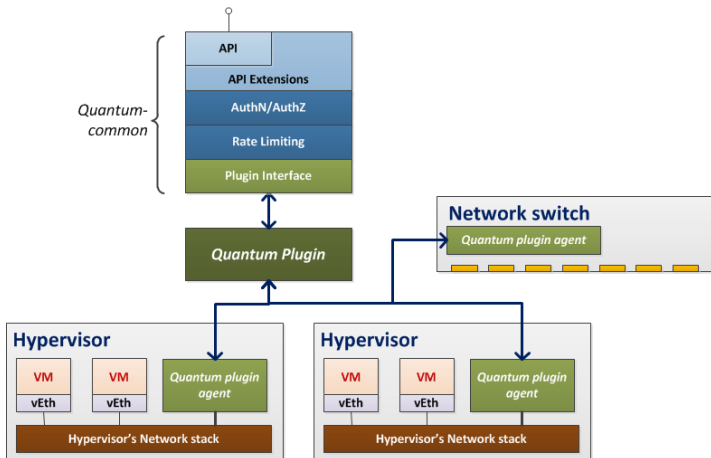 API
API Extensions
Quantum-
common
AuthN/AuthZ
Rate Limiting
Plugin Interface
Network switch
Quantum plugin agent
Quantum Plugin
Hypervisor
VM
VM
Quantum plugin
agent
vEth
vEth
Hypervisor's Network stack
Hypervisor
VM
VM
Quantum plugin
agent
vEth
vEth
Hypervisor's Network stack